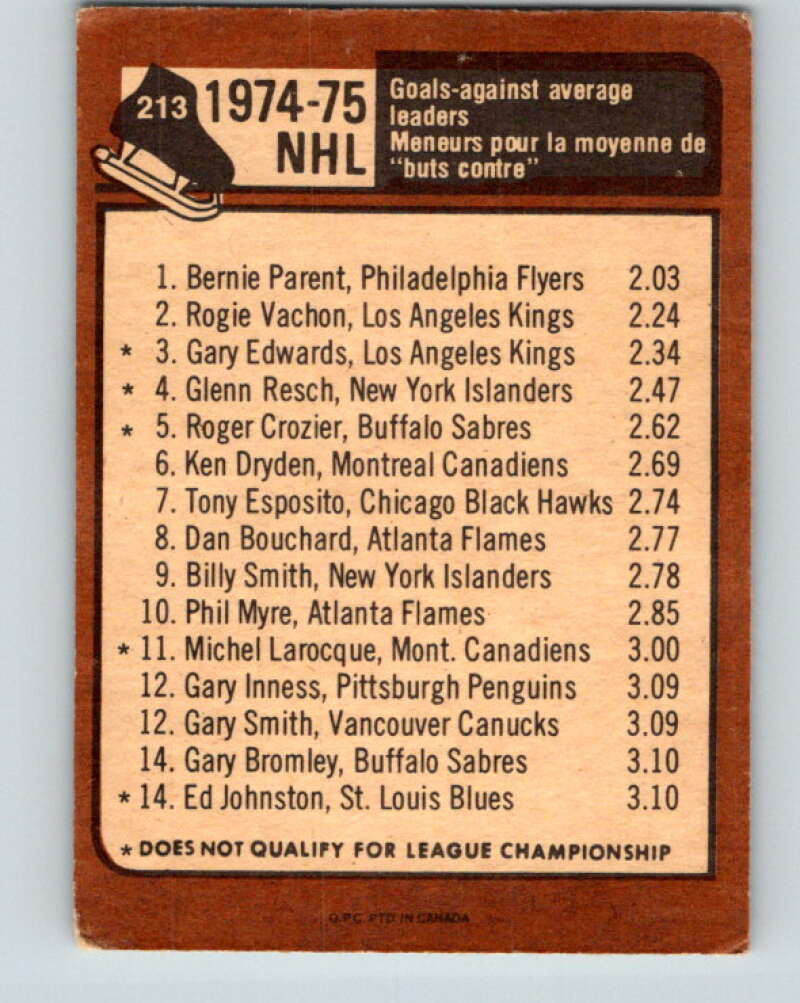 213
1974-75
NHL
Goals-against average
leaders
Meneurs pour la moyenne de
"buts contre"
1. Bernie Parent, Philadelphia Flyers 2.03
2. Rogie Vachon, Los Angeles Kings 2.24
* 3. Gary Edwards, Los Angeles Kings 2.34
* 4. Glenn Resch, New York Islanders 2.47
* 5. Roger Crozier, Buffalo Sabres 2.62
6. Ken Dryden, Montreal Canadiens 2.69
7. Tony Esposito, Chicago Black Hawks 2.74
8. Dan Bouchard, Atlanta Flames 2.77
9. Billy Smith, New York Islanders 2.78
10. Phil Myre, Atlanta Flames 2.85
* 11. Michel Larocque, Mont. Canadiens 3.00
12. Gary Inness, Pittsburgh Penguins 3.09
12. Gary Smith, Vancouver Canucks 3.09
14. Gary Bromley, Buffalo Sabres 3.10
* 14. Ed Johnston, St. Louis Blues 3.10
* DOES NOT QUALIFY FOR LEAGUE CHAMPIONSHIP
O.P.C. PTD IN CANADA